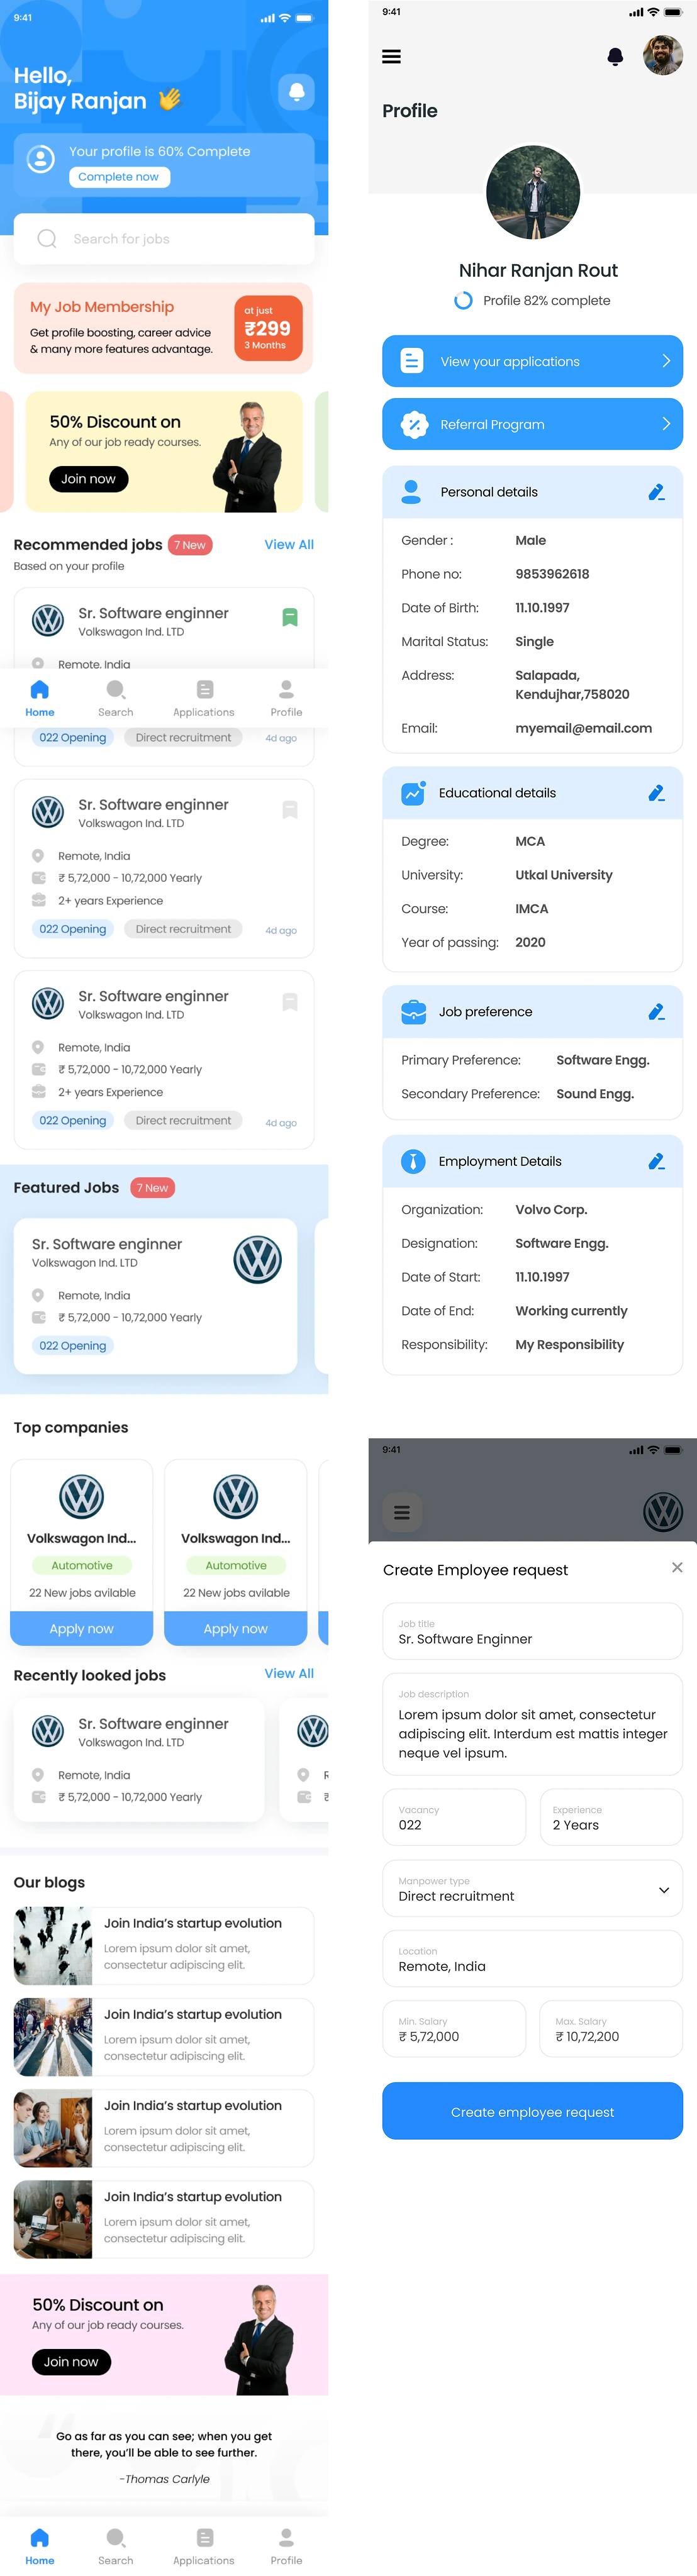 9:41
Hello,
Bijay Ranjan
Your profile is 60% Complete
Complete now
Search for jobs
My Job Membership
Get profile boosting, career advice
& many more features advantage.
at just
₹299
3 Months
50% Discount on
Any of our job ready courses.
Join now
Recommended jobs
7 New
View All
Based on your profile
Sr. Software enginner
Volkswagon Ind. LTD
Remote, India
Home
Search
Applications
Profile
022 Opening
Direct recruitment
4d ago
Sr. Software enginner
Volkswagon Ind. LTD
Remote, India
₹ 5,72,000 - 10,72,000 Yearly
2+ years Experience
022 Opening
Direct recruitment
4d ago
Sr. Software enginner
Volkswagon Ind. LTD
Remote, India
₹ 5,72,000 - 10,72,000 Yearly
2+ years Experience
022 Opening
Direct recruitment
4d ago
Featured Jobs
7 New
Sr. Software enginner
Volkswagon Ind. LTD
Remote, India
₹ 5,72,000 - 10,72,000 Yearly
022 Opening
Top companies
Volkswagon Ind...
Automotive
22 New jobs avilable
Apply now
Volkswagon Ind...
Automotive
22 New jobs avilable
Apply now
Recently looked jobs
View All
Sr. Software enginner
Volkswagon Ind. LTD
Remote, India
₹ 5,72,000 - 10,72,000 Yearly
R
₹
Our blogs
Join India's startup evolution
Lorem ipsum dolor sit amet,
consectetur adipiscing elit.
Join India's startup evolution
Lorem ipsum dolor sit amet,
consectetur adipiscing elit.
Join India's startup evolution
Lorem ipsum dolor sit amet,
consectetur adipiscing elit.
Join India's startup evolution
Lorem ipsum dolor sit amet,
consectetur adipiscing elit.
50% Discount on
Any of our job ready courses.
Join now
Go as far as you can see; when you get
there, you'll be able to see further.
-Thomas Carlyle
Home
Search
Applications
Profile
9:41
Profile
Nihar Ranjan Rout
Profile 82% complete
View your applications
Referral Program
Personal details
Gender : Male
Phone no: 9853962618
Date of Birth: 11.10.1997
Marital Status: Single
Address: Salapada,
Kendujhar,758020
Email: myemail@email.com
Educational details
Degree: MCA
University: Utkal University
Course: IMCA
Year of passing: 2020
Job preference
Primary Preference: Software Engg.
Secondary Preference: Sound Engg.
Employment Details
Organization: Volvo Corp.
Designation: Software Engg.
Date of Start: 11.10.1997
Date of End: Working currently
Responsibility: My Responsibility
9:41
Create Employee request
Job title
Sr. Software Enginner
Job description
Lorem ipsum dolor sit amet, consectetur
adipiscing elit. Interdum est mattis integer
neque vel ipsum.
Vacancy
022
Experience
2 Years
Manpower type
Direct recruitment
Location
Remote, India
Min. Salary
₹ 5,72,000
Max. Salary
₹ 10,72,200
Create employee request